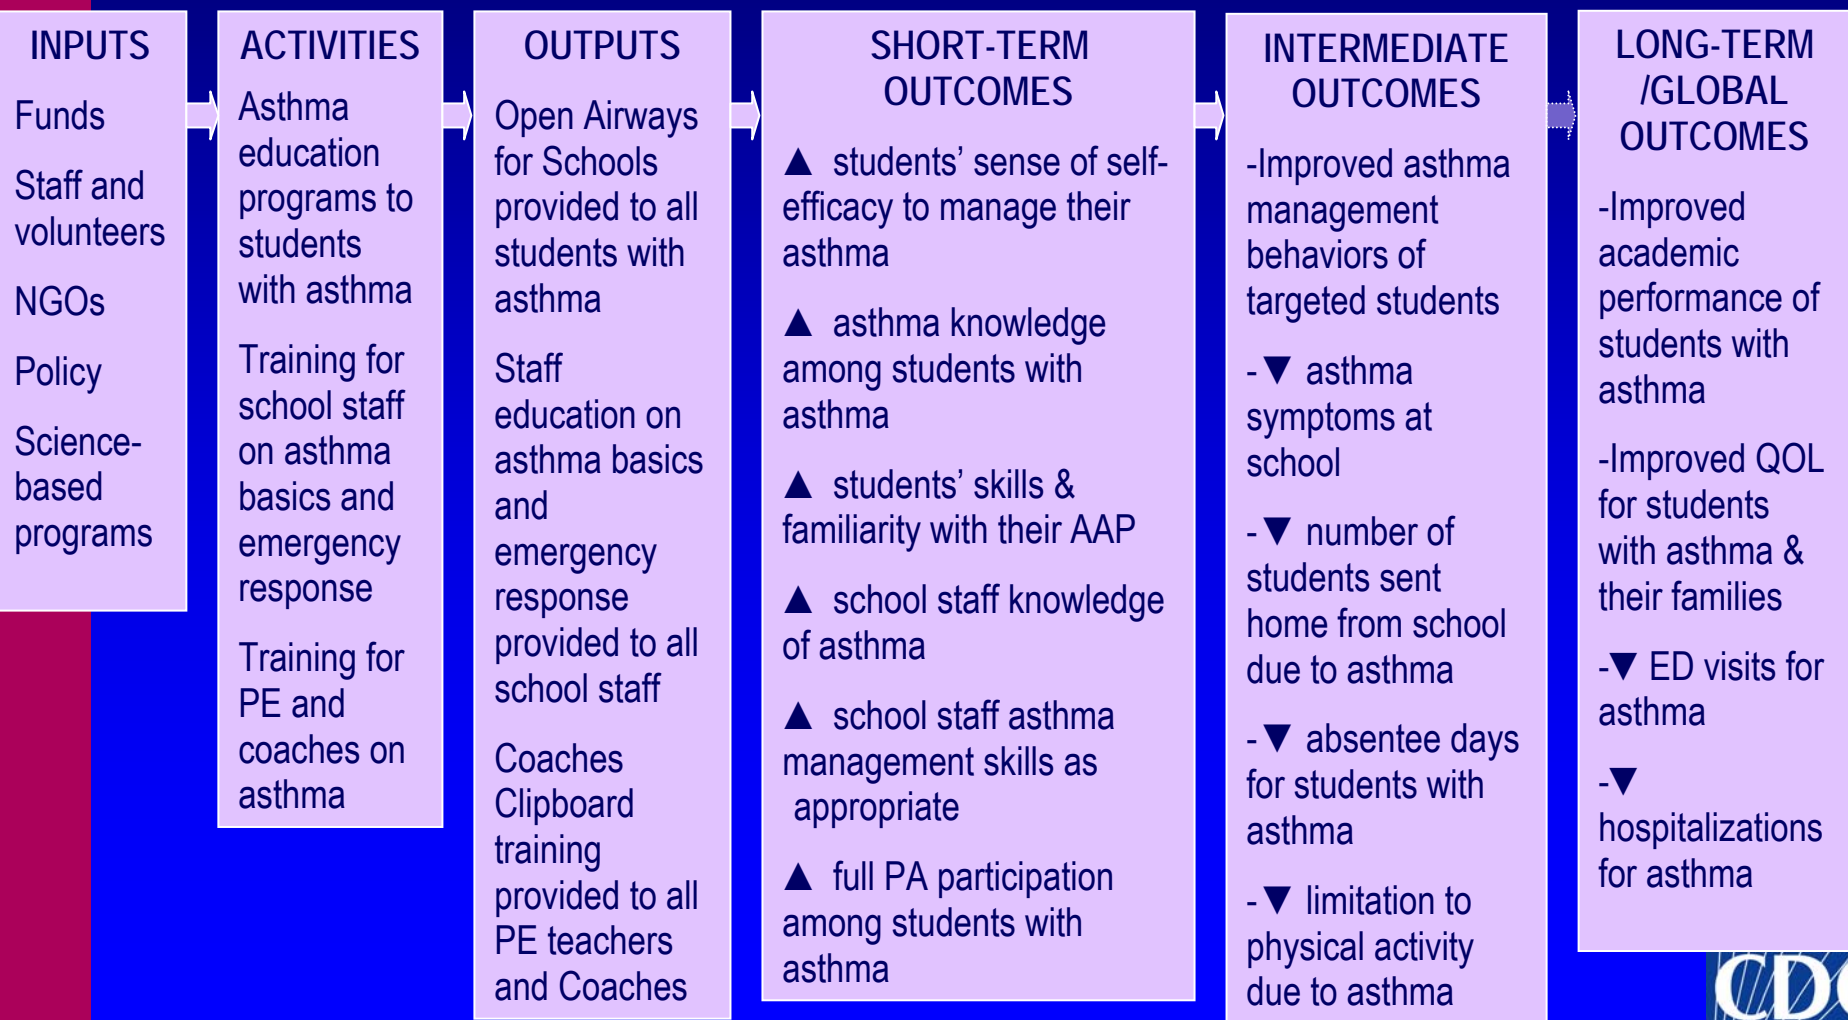 INPUTS
Funds
Staff and
volunteers
NGOs
Policy
Science-
based
programs
ACTIVITIES
Asthma
education
programs to
students
with asthma
Training for
school staff
on asthma
basics and
emergency
response
Training for
PE and
coaches on
asthma
OUTPUTS
Open Airways
for Schools
provided to all
students with
asthma
Staff
education on
asthma basics
and
emergency
response
provided to all
school staff
Coaches
Clipboard
training
provided to all
PE teachers
and Coaches
SHORT-TERM
OUTCOMES
▲ students’ sense of self-
efficacy to manage their
asthma
▲ asthma knowledge
among students with
asthma
▲ students’ skills &
familiarity with their AAP
▲ school staff knowledge
of asthma
▲ school staff asthma
management skills as
appropriate
▲ full PA participation
among students with
asthma
INTERMEDIATE
OUTCOMES
-Improved asthma
management
behaviors of
targeted students
- ▼ asthma
symptoms at
school
- ▼ number of
students sent
home from school
due to asthma
- ▼ absentee days
for students with
asthma
- ▼ limitation to
physical activity
due to asthma
LONG-TERM
/GLOBAL
OUTCOMES
-Improved
academic
performance of
students with
asthma
-Improved QOL
for students
with asthma &
their families
-▼ ED visits for
asthma
-▼
hospitalizations
for asthma
CDC